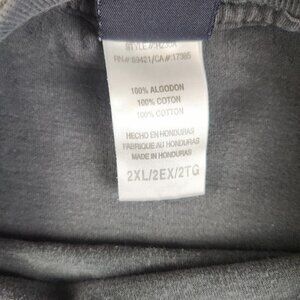 RN#:69421/CA#:17385
100% ALGODON
100% COTON
100% COTTON
HECHO EN HONDURAS
FABRIQUE AU HONDURAS
MADE IN HONDURAS
2XL/2EX/2TG